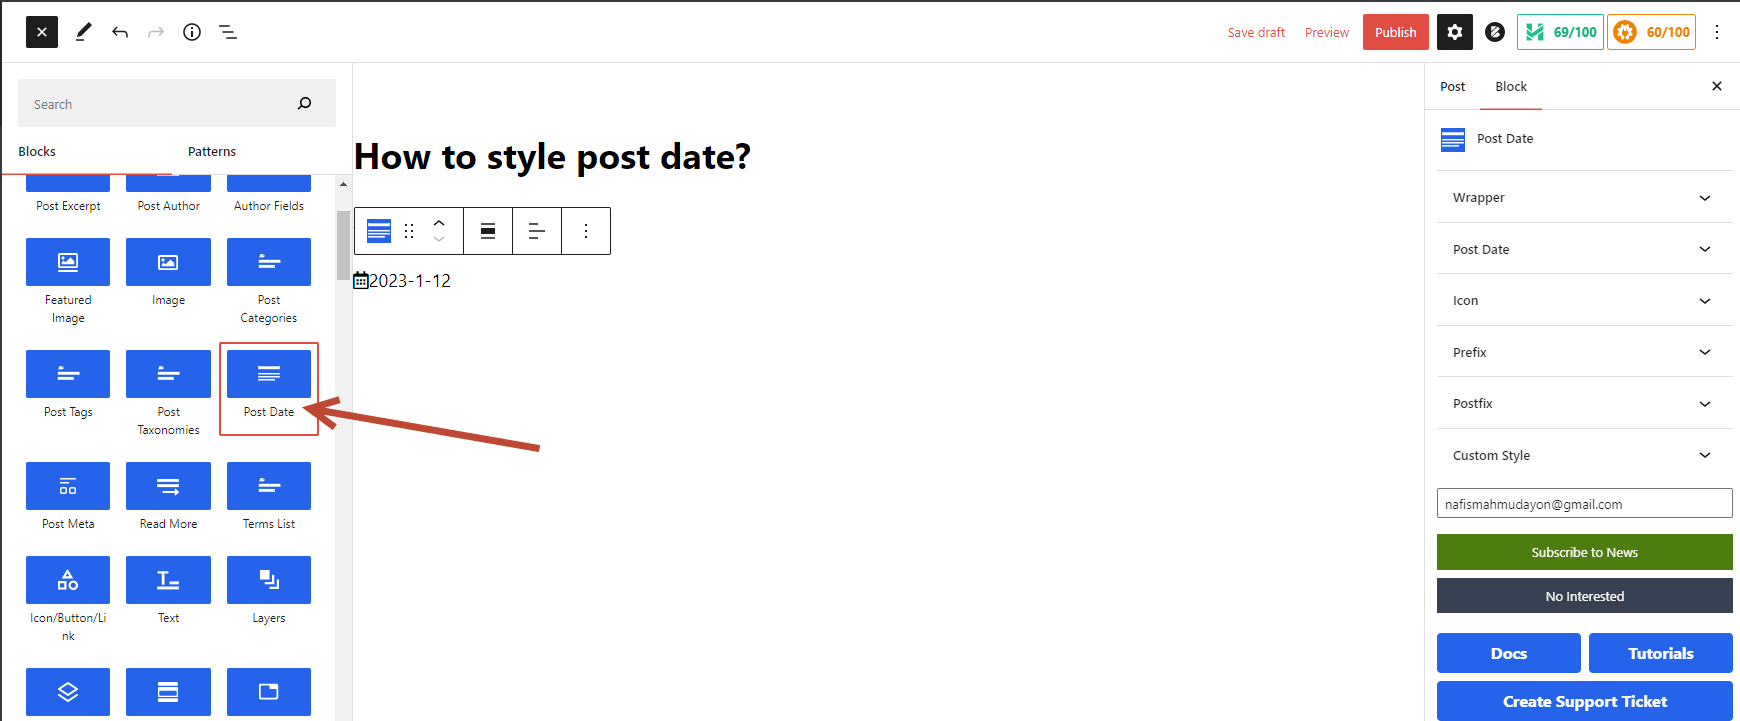 Save draft
Preview
Publish
69/100
60/100
Search
Blocks
Patterns
Post Excerpt
Post Author
Author Fields
Featured
Image
Image
Post
Categories
Post Tags
Post
Taxonomies
Post Date
Post Meta
Read More
Terms List
Icon/Button/Li
nk
Text
Layers
How to style post date?
2023-1-12
Post
Block
Post Date
Wrapper
Post Date
Icon
Prefix
Postfix
Custom Style
nafismahmudayon@gmail.com
Subscribe to News
No Interested
Docs
Tutorials
Create Support Ticket